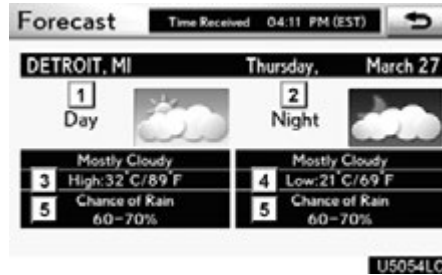 Forecast Time Received 04:11 PM (EST)
DETROIT, MI Thursday, March 27
1 2
Day Night
Mostly Cloudy Mostly Cloudy
3 High:32°C/89°F 4 Low:21°C/69°F
5 Chance of Rain 5 Chance of Rain
60-70% 60-70%
U5054LC